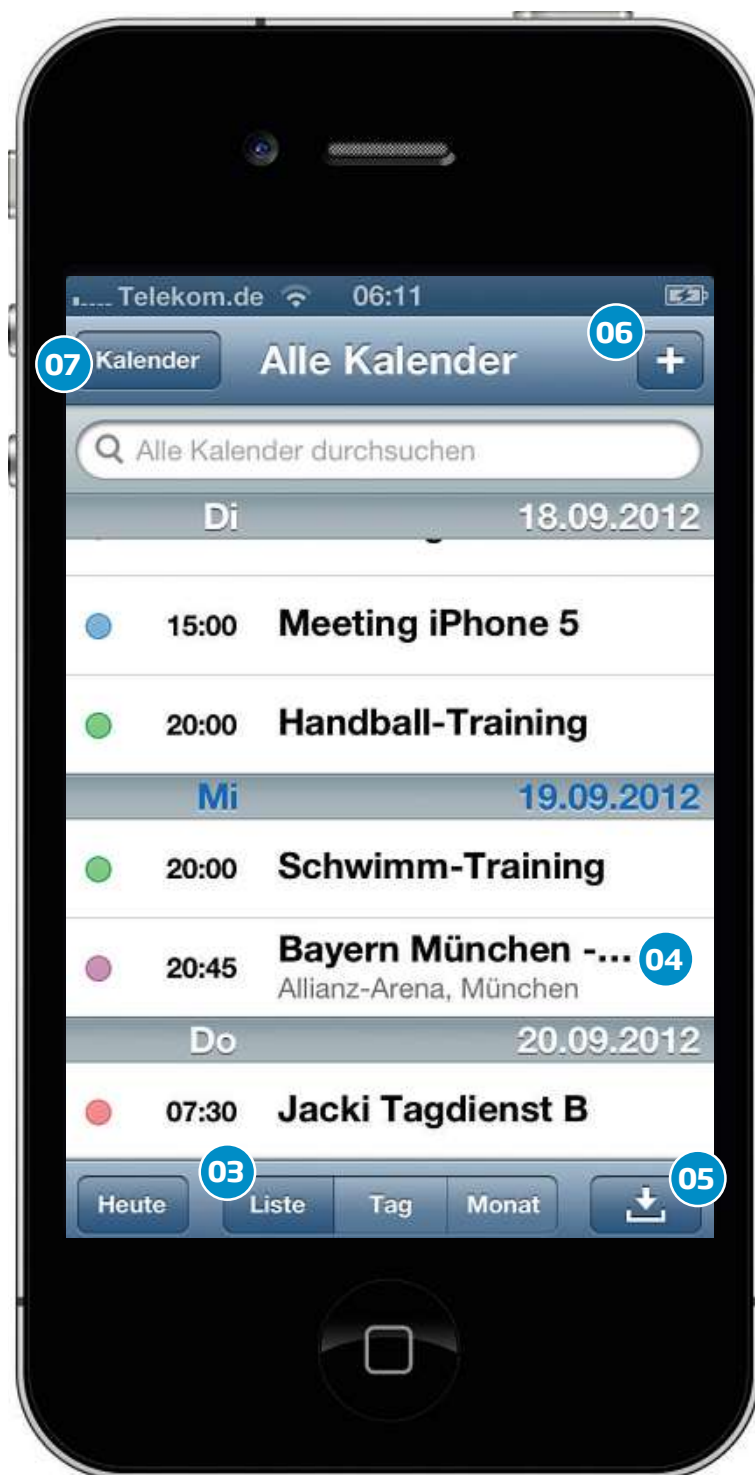 Telekom.de 06:11
06
07 Kalender Alle Kalender +
Alle Kalender durchsuchen
Di 18.09.2012
15:00 Meeting iPhone 5
20:00 Handball-Training
Mi 19.09.2012
20:00 Schwimm-Training
20:45 Bayern München -... 04
Allianz-Arena, München
Do 20.09.2012
07:30 Jacki Tagdienst B
03 05
Heute Liste Tag Monat